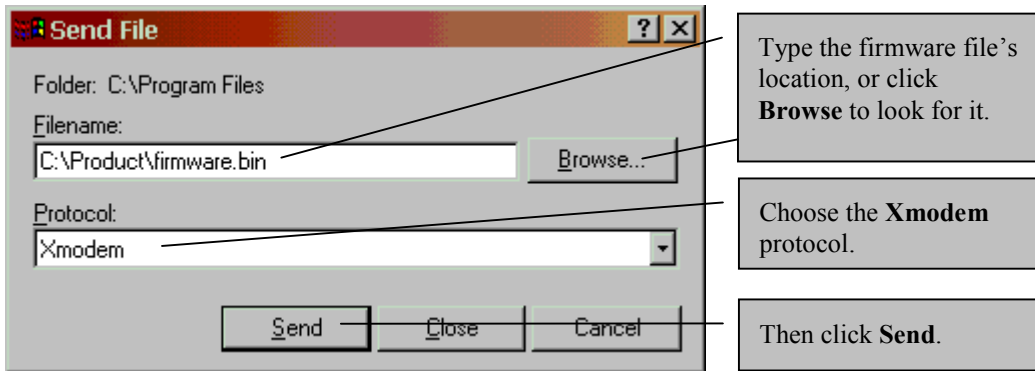 Send File
Folder: C:\Program Files
Filename:
C:\Product\firmware.bin
Browse...
Protocol:
Xmodem
Send
Close
Cancel
Type the firmware file’s
location, or click
Browse to look for it.
Choose the Xmodem
protocol.
Then click Send.